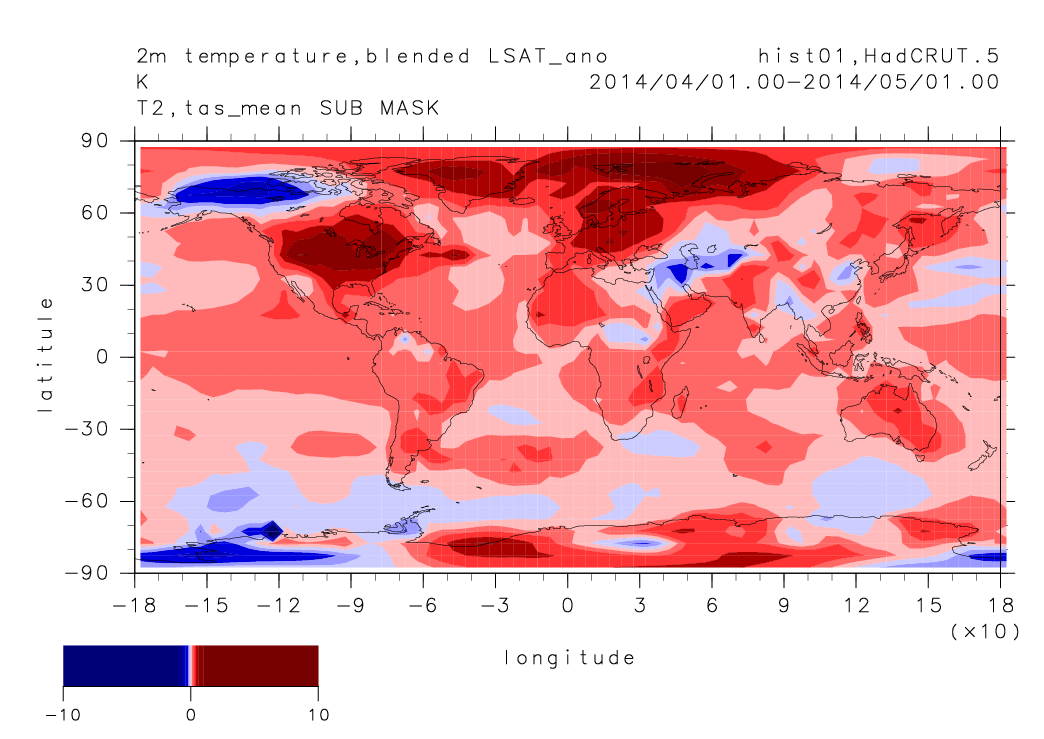 2m temperature,blended LSAT_ano hist01,HadCRUT.5
K 2014/04/01.00-2014/05/01.00
T2,tas_mean SUB MASK
90
60
30
0
-30
-60
-90
latitude
-18 -15 -12 -9 -6 -3 0 3 6 9 12 15 18
(×10)
longitude
-10 0 10